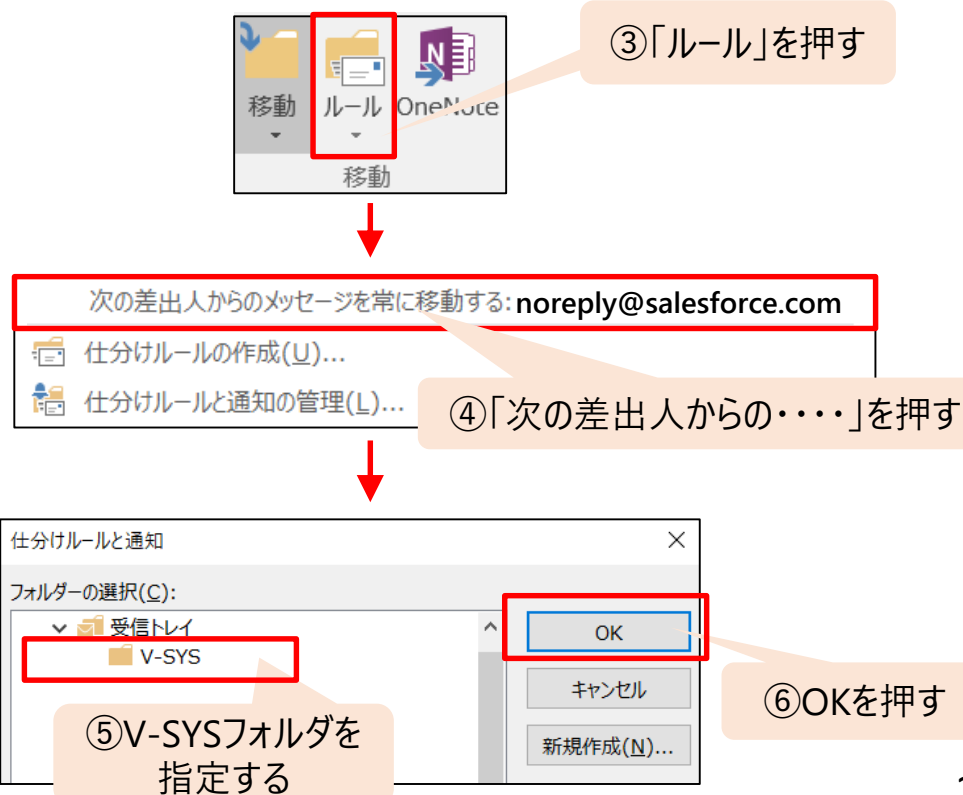 ③「ルール」を押す
移動 ルール OneNote
移動
次の差出人からのメッセージを常に移動する: noreply@salesforce.com
仕分けルールの作成(U)...
仕分けルールと通知の管理(L)...
④「次の差出人からの・・・・」を押す
仕分けルールと通知
フォルダーの選択(C):
受信トレイ
V-SYS
OK
キャンセル
新規作成(N)...
⑤V-SYSフォルダを
指定する
⑥OKを押す